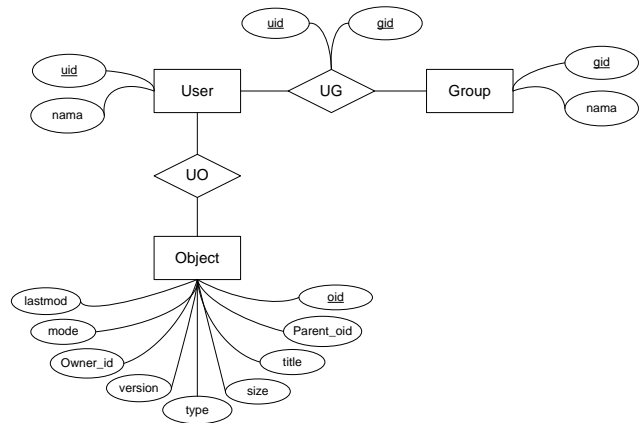 uid
gid
uid
nama
User
UG
Group
gid
nama
UO
Object
lastmod
mode
Owner_id
version
type
size
title
Parent_oid
oid